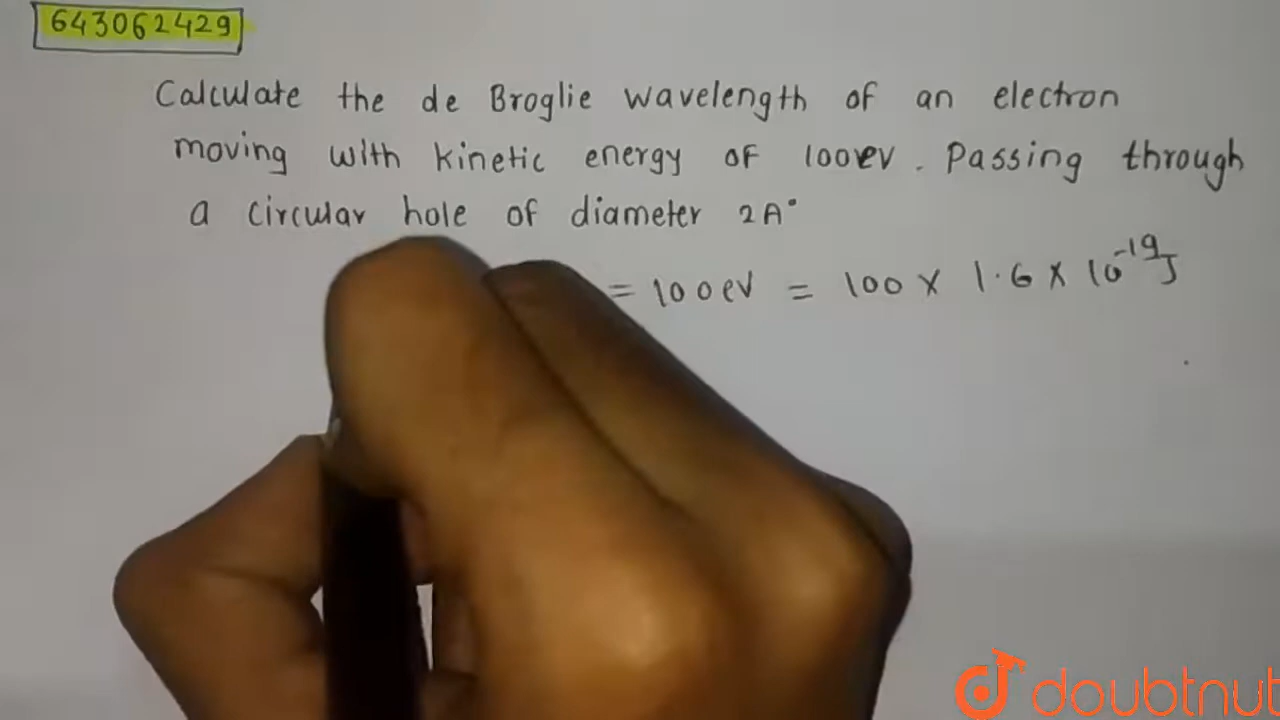 643062429
Calculate the de Broglie wavelength of an electron
moving with kinetic energy of 100ev. Passing through
a circular hole of diameter 2A°
= 100ev = 100 × 1.6 × 10⁻¹⁹J
doubtnut